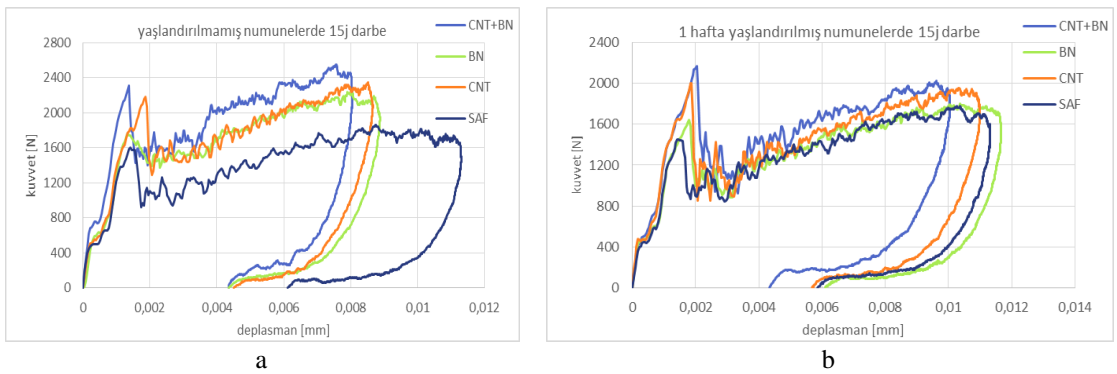 yaşlandırılmamış numunelerde 15j darbe
CNT+BN
BN
CNT
SAF
kuvvet [N]
2800
2400
2000
1600
1200
800
400
0
0
0,002
0,004
0,006
0,008
0,01
0,012
deplasman [mm]
a
1 hafta yaşlandırılmış numunelerde 15j darbe
CNT+BN
BN
CNT
SAF
kuvvet [N]
2400
2000
1600
1200
800
400
0
0
0,002
0,004
0,006
0,008
0,01
0,012
0,014
deplasman [mm]
b